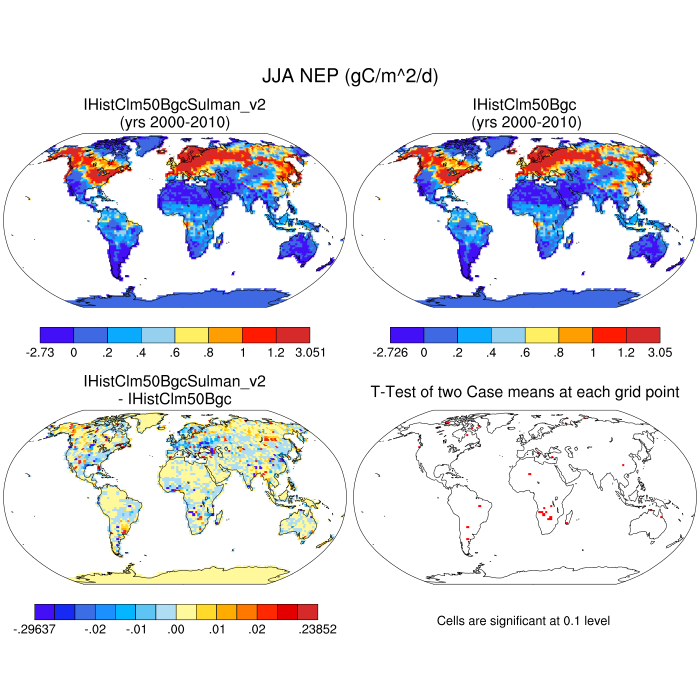 JJA NEP (gC/m^2/d)
IHistClm50BgcSulman_v2
(yrs 2000-2010)
IHistClm50Bgc
(yrs 2000-2010)
-2.73 0 .2 .4 .6 .8 1 1.2 3.051
-2.726 0 .2 .4 .6 .8 1 1.2 3.05
IHistClm50BgcSulman_v2
- IHistClm50Bgc
T-Test of two Case means at each grid point
-.29637 -.02 -.01 .00 .01 .02 .23852
Cells are significant at 0.1 level